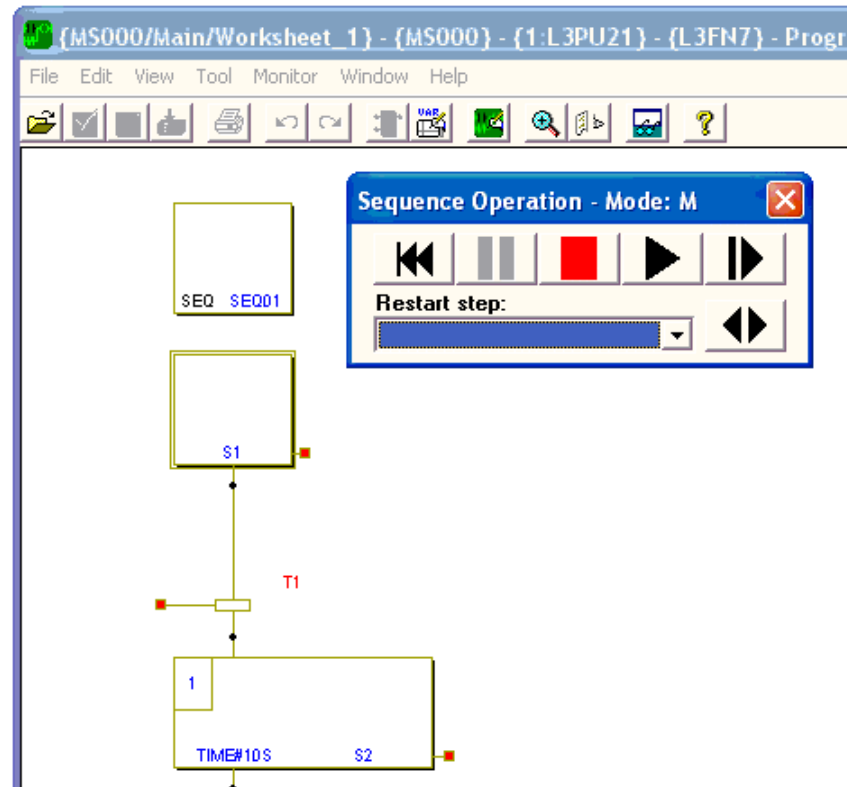 {MS000/Main/Worksheet_1} - {MS000} - {1:L3PU21} - {L3FN7} - Progr
File Edit View Tool Monitor Window Help
VAR
Sequence Operation - Mode: M
Restart step:
SEQ SEQ01
S1
T1
1
TIME#10S S2